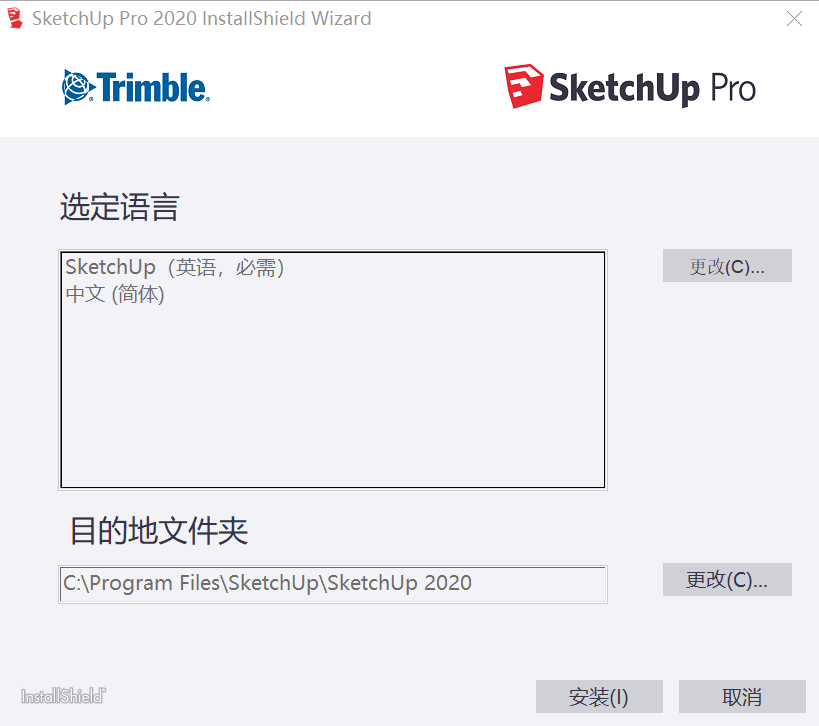 SketchUp Pro 2020 InstallShield Wizard
Trimble
SketchUp Pro
选定语言
SketchUp（英语，必需）
更改(C)...
中文 (简体)
目的地文件夹
C:\Program Files\SketchUp\SketchUp 2020
更改(C)...
InstallShield
安装(I)
取消